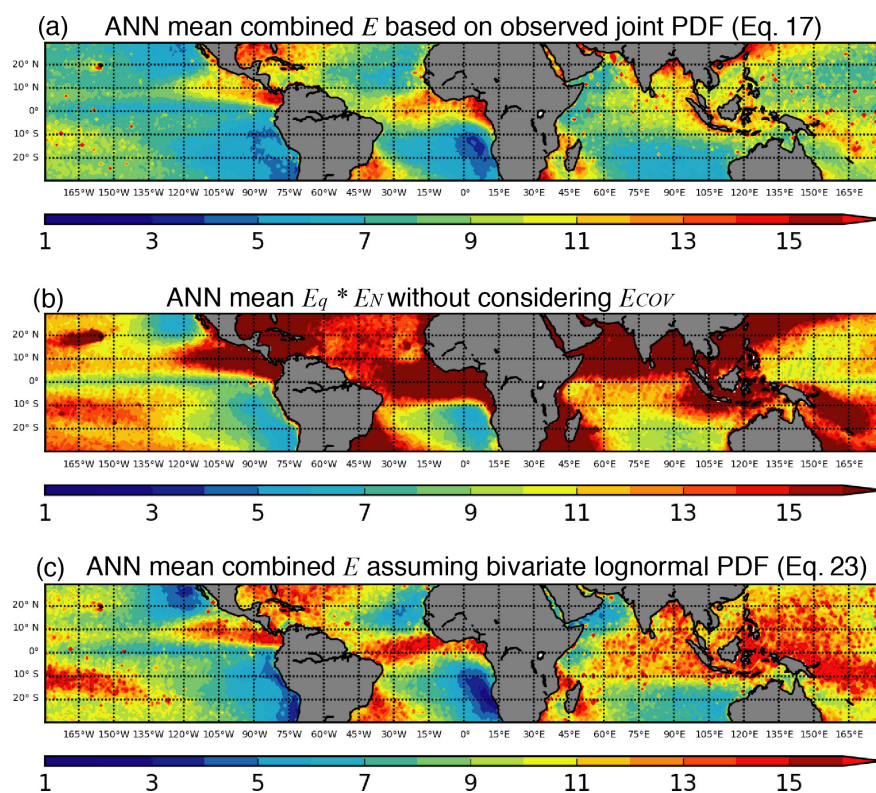 (a) ANN mean combined E based on observed joint PDF (Eq. 17)
20° N
10° N
0°
10° S
20° S
165°W 150°W 135°W 120°W 105°W 90°W 75°W 60°W 45°W 30°W 15°W 0° 15°E 30°E 45°E 60°E 75°E 90°E 105°E 120°E 135°E 150°E 165°E
1 3 5 7 9 11 13 15
(b) ANN mean Eq * EN without considering ECOV
20° N
10° N
0°
10° S
20° S
165°W 150°W 135°W 120°W 105°W 90°W 75°W 60°W 45°W 30°W 15°W 0° 15°E 30°E 45°E 60°E 75°E 90°E 105°E 120°E 135°E 150°E 165°E
1 3 5 7 9 11 13 15
(c) ANN mean combined E assuming bivariate lognormal PDF (Eq. 23)
20° N
10° N
0°
10° S
20° S
165°W 150°W 135°W 120°W 105°W 90°W 75°W 60°W 45°W 30°W 15°W 0° 15°E 30°E 45°E 60°E 75°E 90°E 105°E 120°E 135°E 150°E 165°E
1 3 5 7 9 11 13 15